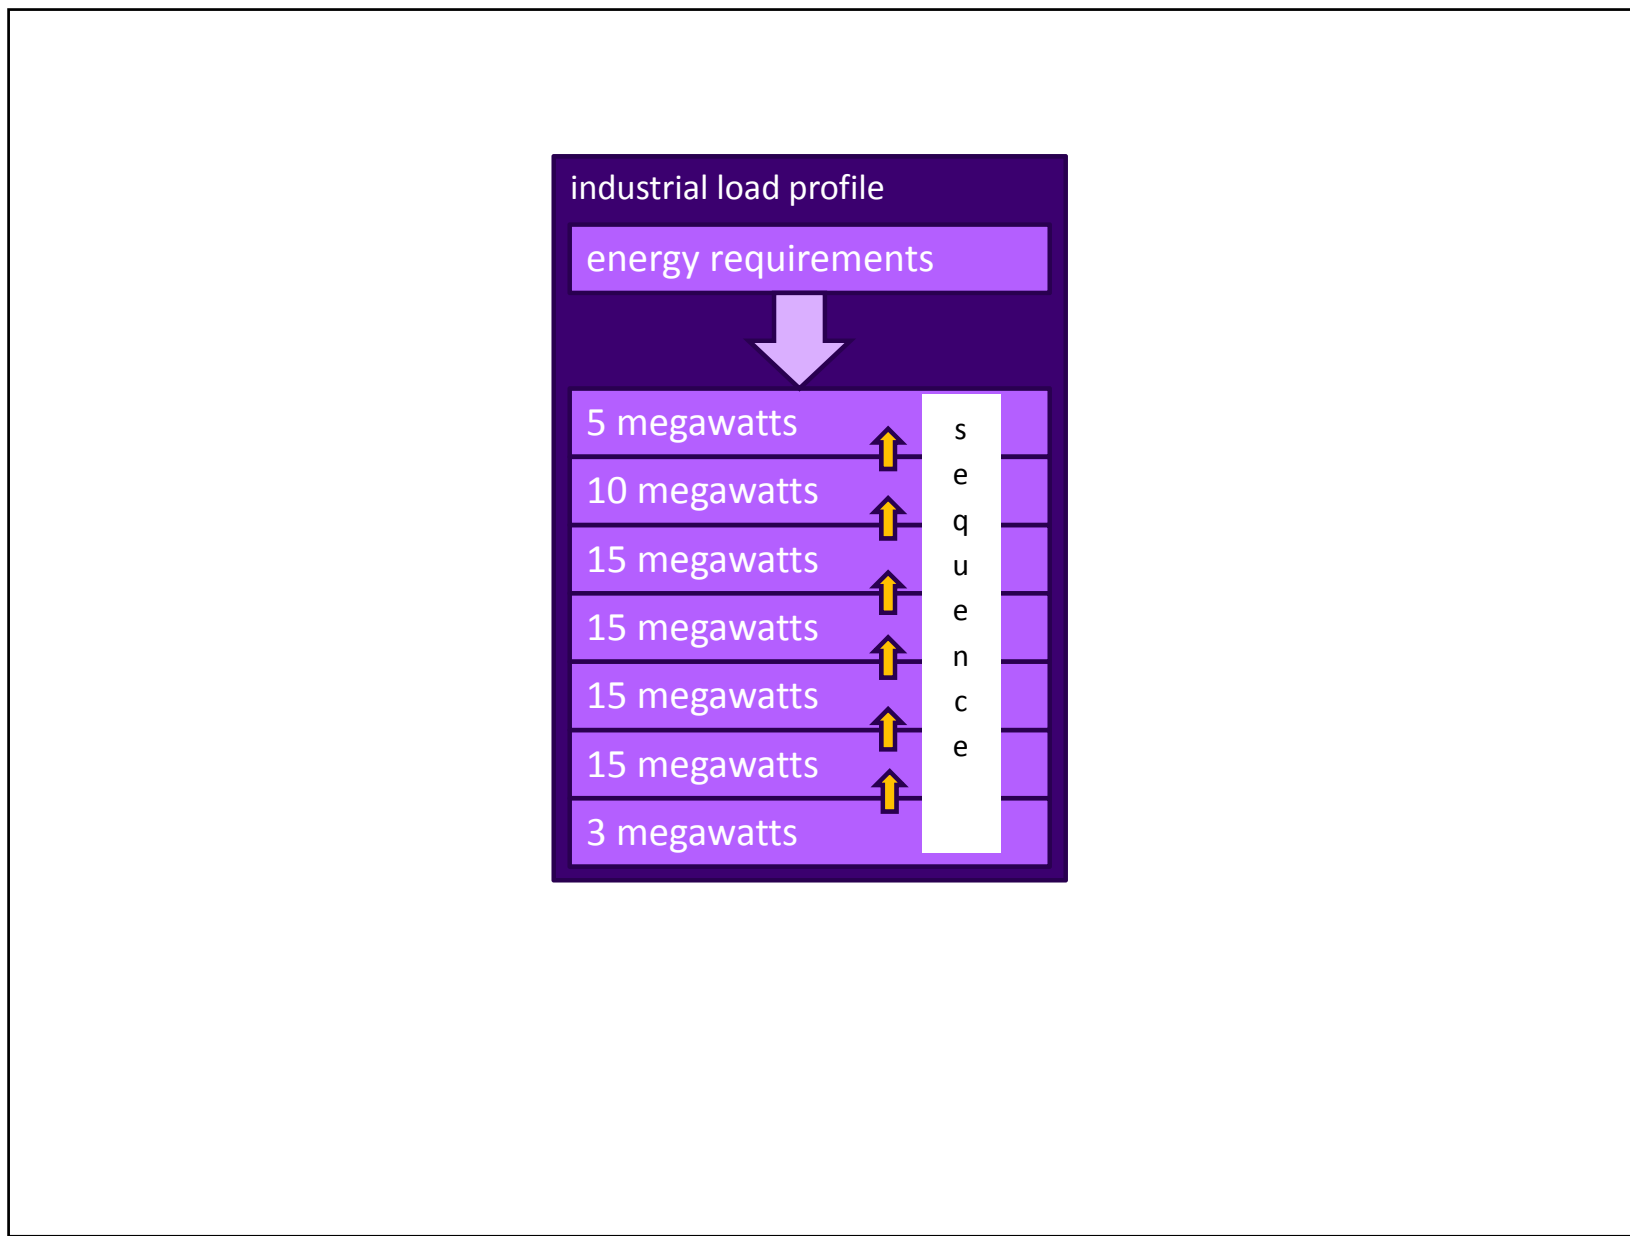 industrial load profile
energy requirements
5 megawatts
10 megawatts
15 megawatts
15 megawatts
15 megawatts
15 megawatts
3 megawatts
s
e
q
u
e
n
c
e